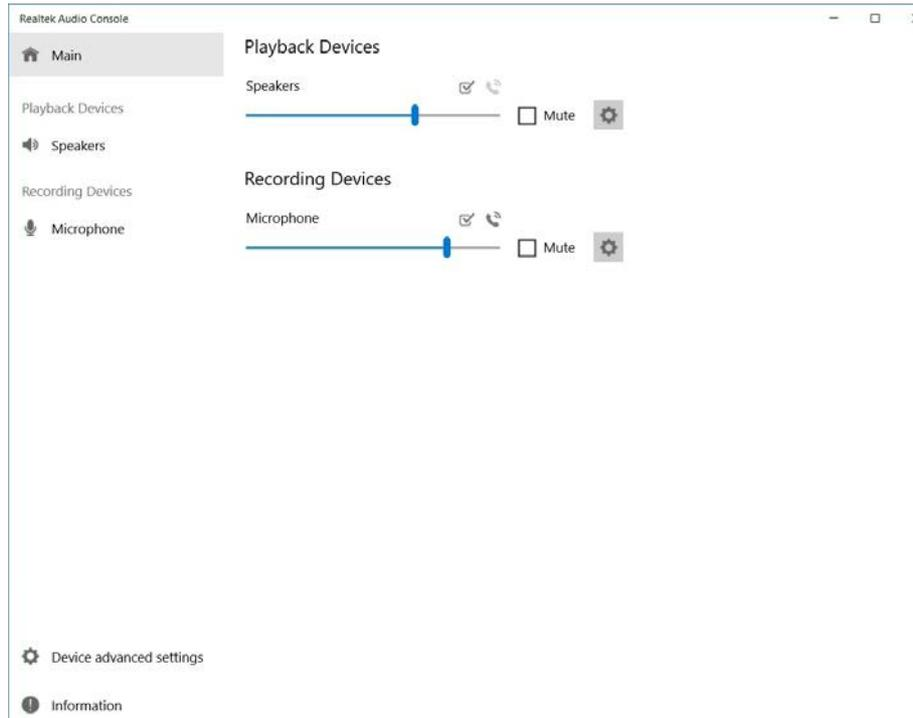 Realtek Audio Console
Main
Playback Devices
Speakers
Recording Devices
Microphone
Device advanced settings
Information
Playback Devices
Speakers
Mute
Recording Devices
Microphone
Mute